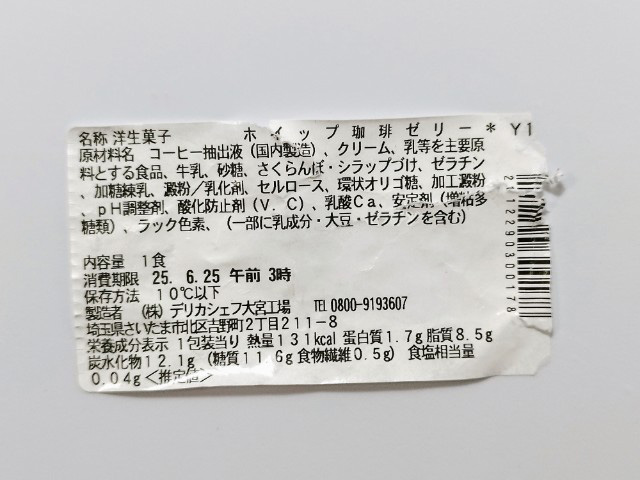 名称 洋生菓子 ホイップ珈琲ゼリー* Y1
原材料名 コーヒー抽出液(国内製造)、クリーム、乳等を主要原
料とする食品、牛乳、砂糖、さくらんぼ・シラップづけ、ゼラチン
、加糖練乳、澱粉/乳化剤、セルロース、環状オリゴ糖、加工澱粉
、pH調整剤、酸化防止剤(V.C)、乳酸Ca、安定剤(増粘多
糖類)、ラック色素、(一部に乳成分・大豆・ゼラチンを含む)
内容量 1食
消費期限 25. 6.25 午前 3時
保存方法 10℃以下
製造者 (株)デリカシェフ大宮工場 TEL 0800-9193607
埼玉県さいたま市北区吉野町2丁目211-8
栄養成分表示 1包装当り 熱量131kcal 蛋白質1.7g 脂質8.5g
炭水化物12.1g (糖質11.6g 食物繊維0.5g) 食塩相当量
0.04g<推定値>